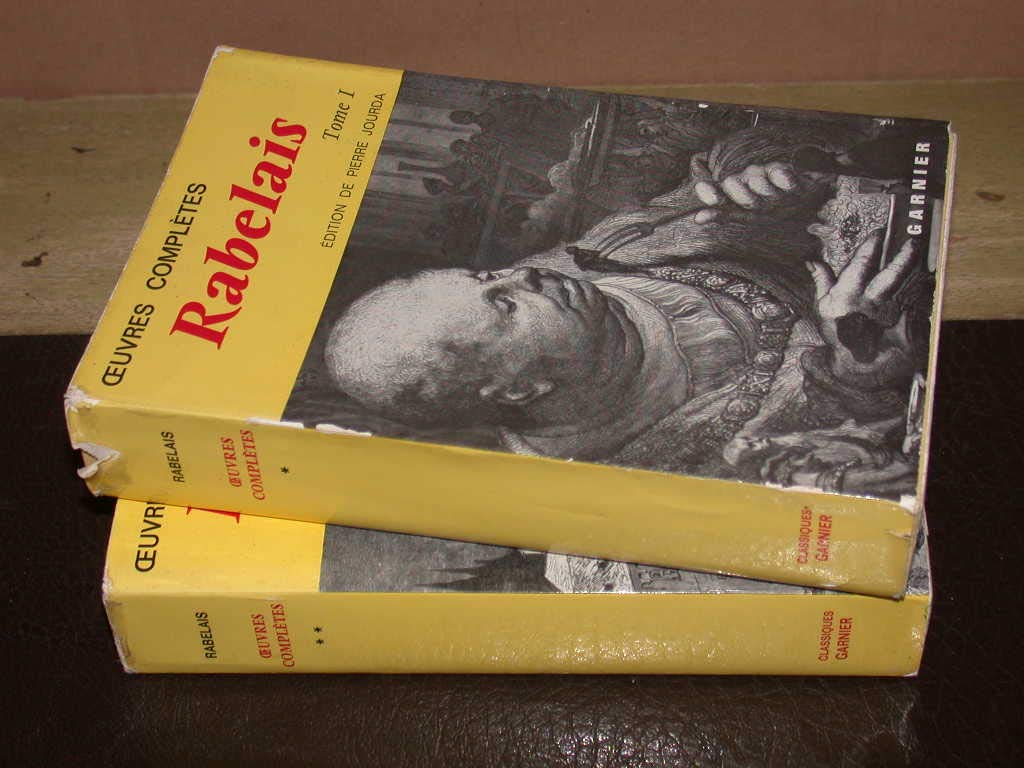 ŒUVRES COMPLÈTES
Rabelais
Tome I
ÉDITION DE PIERRE JOURDA
GARNIER
RABELAIS
ŒUVRES
COMPLÈTES
*
CLASSIQUES
GARNIER
ŒUVR
RABELAIS
ŒUVRES
COMPLÈTES
**
CLASSIQUES
GARNIER